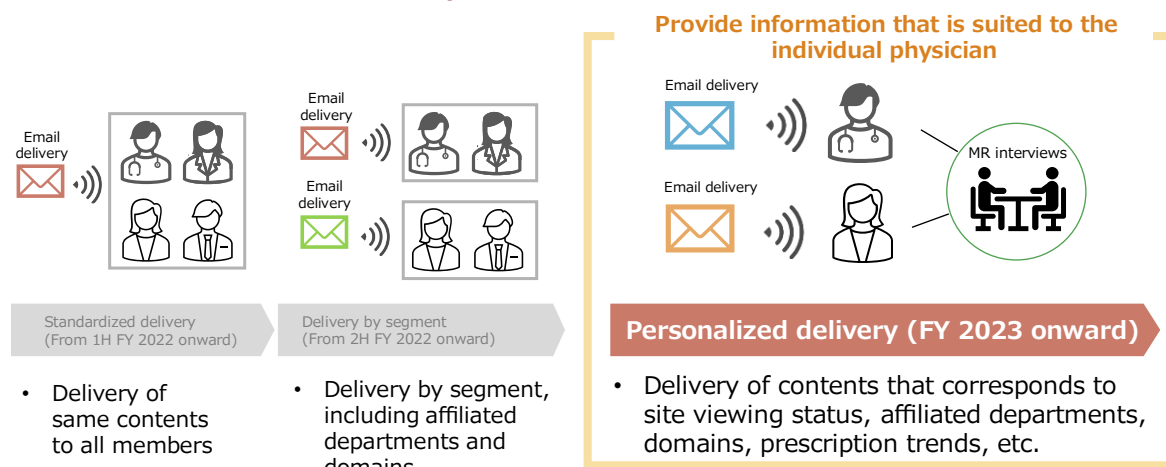 Email
delivery
Standardized delivery
(From 1H FY 2022 onward)
• Delivery of
same contents
to all members
Email
delivery
Email
delivery
Delivery by segment
(From 2H FY 2022 onward)
• Delivery by segment,
including affiliated
departments and
domains
Provide information that is suited to the
individual physician
Email delivery
Email delivery
MR interviews
Personalized delivery (FY 2023 onward)
• Delivery of contents that corresponds to
site viewing status, affiliated departments,
domains, prescription trends, etc.